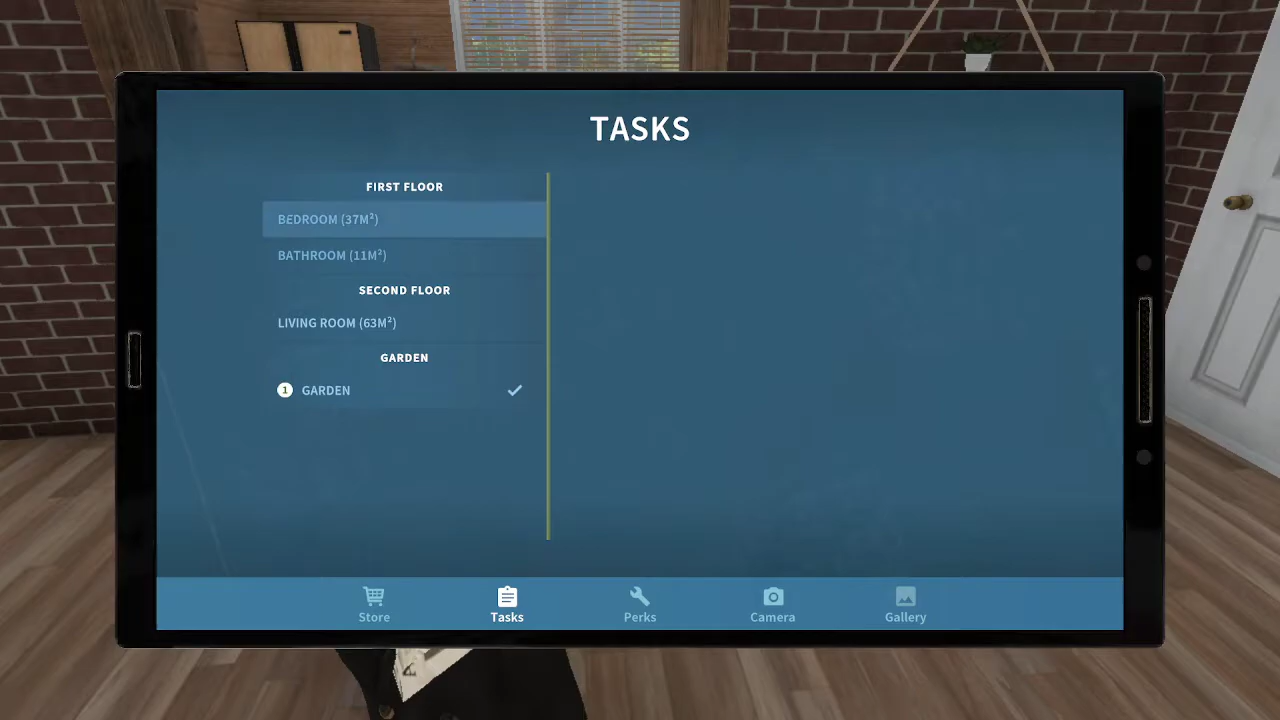 TASKS
FIRST FLOOR
BEDROOM (37M²)
BATHROOM (11M²)
SECOND FLOOR
LIVING ROOM (63M²)
GARDEN
1 GARDEN
Store
Tasks
Perks
Camera
Gallery